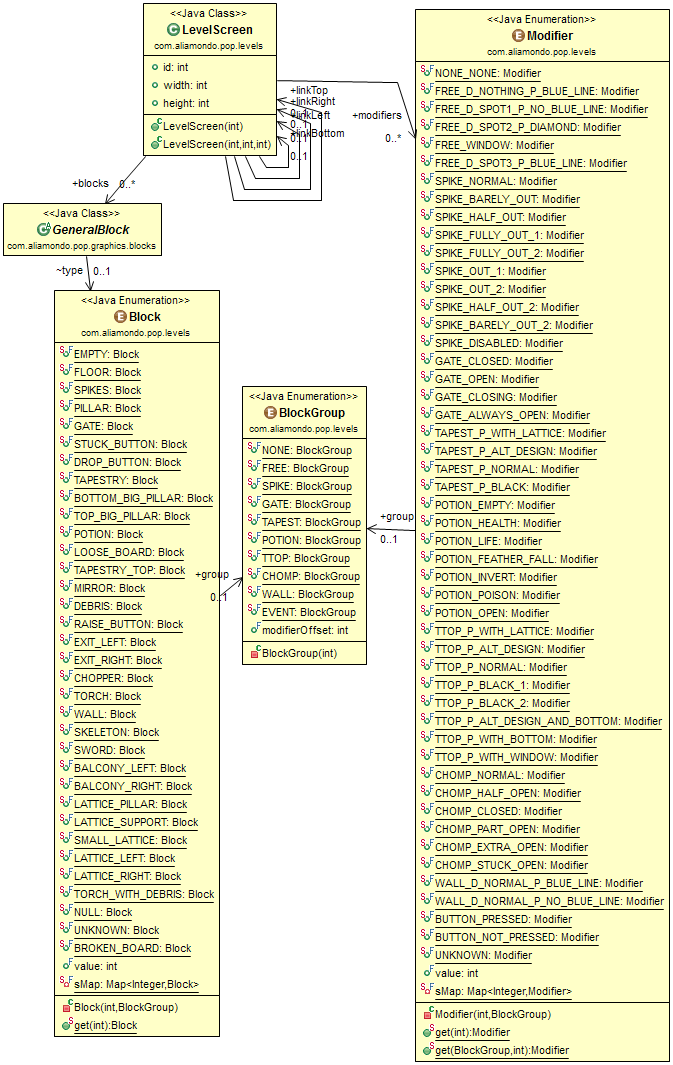 <<Java Class>>
LevelScreen
com.aliamondo.pop.levels
id: int
width: int
height: int
LevelScreen(int)
LevelScreen(int,int,int)
+linkTop
+linkRight
0..1
+linkLeft
0..1
+linkBottom
0..1
0..1
+modifiers
0..*
+blocks
0..*
<<Java Class>>
GeneralBlock
com.aliamondo.pop.graphics.blocks
~type
0..1
<<Java Enumeration>>
Block
com.aliamondo.pop.levels
EMPTY: Block
FLOOR: Block
SPIKES: Block
PILLAR: Block
GATE: Block
STUCK_BUTTON: Block
DROP_BUTTON: Block
TAPESTRY: Block
BOTTOM_BIG_PILLAR: Block
TOP_BIG_PILLAR: Block
POTION: Block
LOOSE_BOARD: Block
TAPESTRY_TOP: Block
MIRROR: Block
DEBRIS: Block
RAISE_BUTTON: Block
EXIT_LEFT: Block
EXIT_RIGHT: Block
CHOPPER: Block
TORCH: Block
WALL: Block
SKELETON: Block
SWORD: Block
BALCONY_LEFT: Block
BALCONY_RIGHT: Block
LATTICE_PILLAR: Block
LATTICE_SUPPORT: Block
SMALL_LATTICE: Block
LATTICE_LEFT: Block
LATTICE_RIGHT: Block
TORCH_WITH_DEBRIS: Block
NULL: Block
UNKNOWN: Block
BROKEN_BOARD: Block
value: int
sMap: Map<Integer,Block>
Block(int,BlockGroup)
get(int):Block
+group
0..1
<<Java Enumeration>>
BlockGroup
com.aliamondo.pop.levels
NONE: BlockGroup
FREE: BlockGroup
SPIKE: BlockGroup
GATE: BlockGroup
TAPEST: BlockGroup
POTION: BlockGroup
TTOP: BlockGroup
CHOMP: BlockGroup
WALL: BlockGroup
EVENT: BlockGroup
modifierOffset: int
BlockGroup(int)
+group
0..1
<<Java Enumeration>>
Modifier
com.aliamondo.pop.levels
NONE_NONE: Modifier
FREE_D_NOTHING_P_BLUE_LINE: Modifier
FREE_D_SPOT1_P_NO_BLUE_LINE: Modifier
FREE_D_SPOT2_P_DIAMOND: Modifier
FREE_WINDOW: Modifier
FREE_D_SPOT3_P_BLUE_LINE: Modifier
SPIKE_NORMAL: Modifier
SPIKE_BARELY_OUT: Modifier
SPIKE_HALF_OUT: Modifier
SPIKE_FULLY_OUT_1: Modifier
SPIKE_FULLY_OUT_2: Modifier
SPIKE_OUT_1: Modifier
SPIKE_OUT_2: Modifier
SPIKE_HALF_OUT_2: Modifier
SPIKE_BARELY_OUT_2: Modifier
SPIKE_DISABLED: Modifier
GATE_CLOSED: Modifier
GATE_OPEN: Modifier
GATE_CLOSING: Modifier
GATE_ALWAYS_OPEN: Modifier
TAPEST_P_WITH_LATTICE: Modifier
TAPEST_P_ALT_DESIGN: Modifier
TAPEST_P_NORMAL: Modifier
TAPEST_P_BLACK: Modifier
POTION_EMPTY: Modifier
POTION_HEALTH: Modifier
POTION_LIFE: Modifier
POTION_FEATHER_FALL: Modifier
POTION_INVERT: Modifier
POTION_POISON: Modifier
POTION_OPEN: Modifier
TTOP_P_WITH_LATTICE: Modifier
TTOP_P_ALT_DESIGN: Modifier
TTOP_P_NORMAL: Modifier
TTOP_P_BLACK_1: Modifier
TTOP_P_BLACK_2: Modifier
TTOP_P_ALT_DESIGN_AND_BOTTOM: Modifier
TTOP_P_WITH_BOTTOM: Modifier
TTOP_P_WITH_WINDOW: Modifier
CHOMP_NORMAL: Modifier
CHOMP_HALF_OPEN: Modifier
CHOMP_CLOSED: Modifier
CHOMP_PART_OPEN: Modifier
CHOMP_EXTRA_OPEN: Modifier
CHOMP_STUCK_OPEN: Modifier
WALL_D_NORMAL_P_BLUE_LINE: Modifier
WALL_D_NORMAL_P_NO_BLUE_LINE: Modifier
BUTTON_PRESSED: Modifier
BUTTON_NOT_PRESSED: Modifier
UNKNOWN: Modifier
value: int
sMap: Map<Integer,Modifier>
Modifier(int,BlockGroup)
get(int):Modifier
get(BlockGroup,int):Modifier